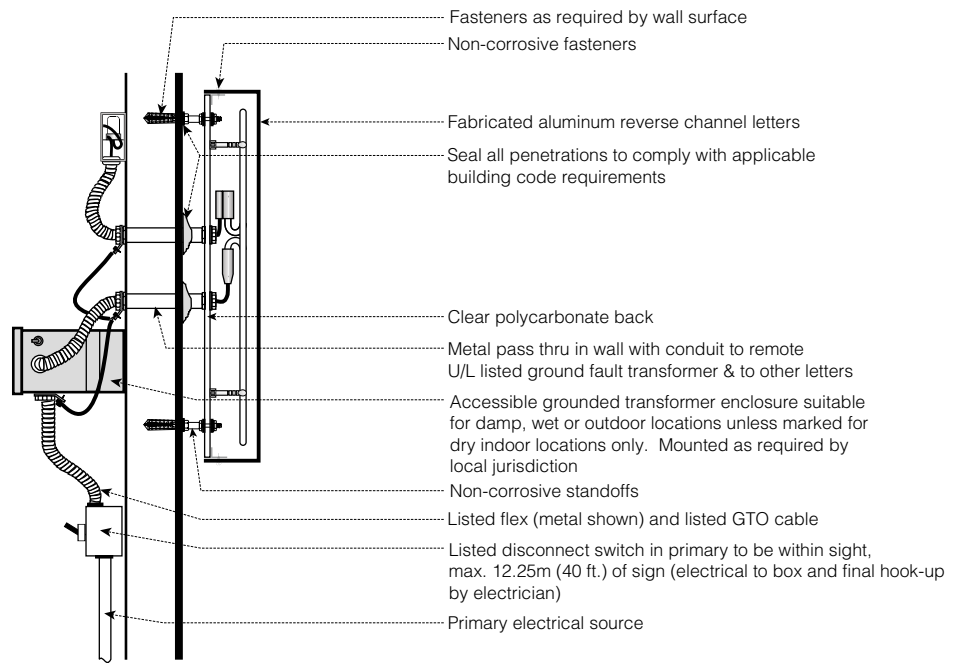 Fasteners as required by wall surface
Non-corrosive fasteners
Fabricated aluminum reverse channel letters
Seal all penetrations to comply with applicable
building code requirements
Clear polycarbonate back
Metal pass thru in wall with conduit to remote
U/L listed ground fault transformer & to other letters
Accessible grounded transformer enclosure suitable
for damp, wet or outdoor locations unless marked for
dry indoor locations only.  Mounted as required by
local jurisdiction
Non-corrosive standoffs
Listed flex (metal shown) and listed GTO cable
Listed disconnect switch in primary to be within sight,
max. 12.25m (40 ft.) of sign (electrical to box and final hook-up
by electrician)
Primary electrical source